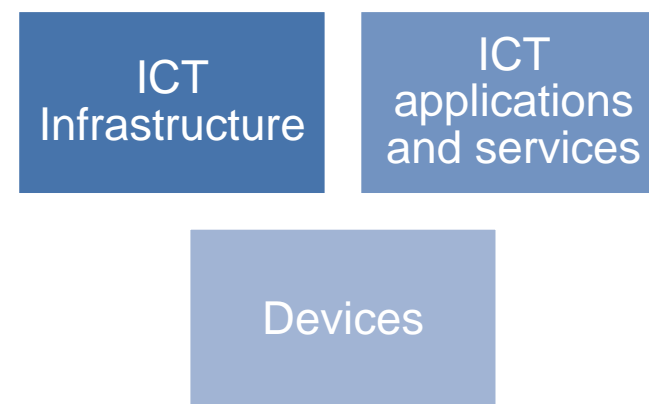 ICT
Infrastructure
ICT
applications
and services
Devices